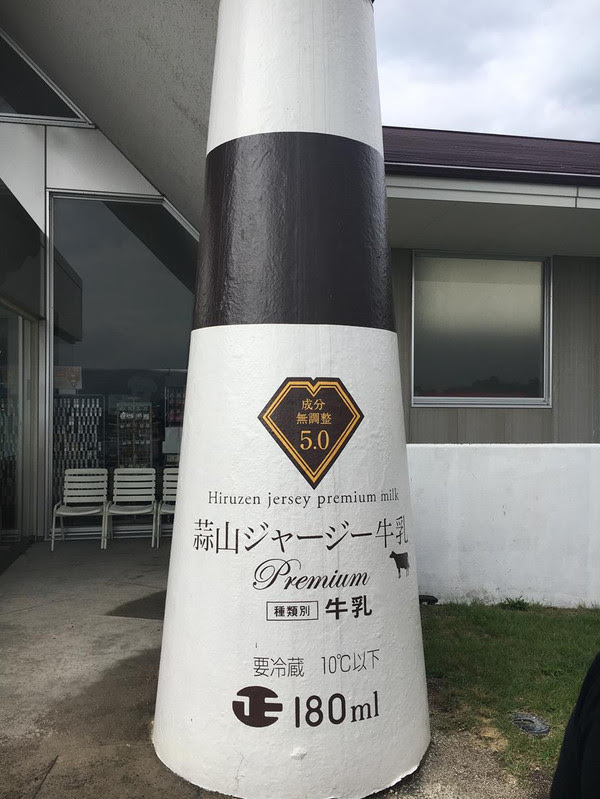 成分
無調整
5.0
Hiruzen jersey premium milk
蒜山ジャージー牛乳
Premium
種類別 牛乳
要冷蔵 10℃以下
正 180ml